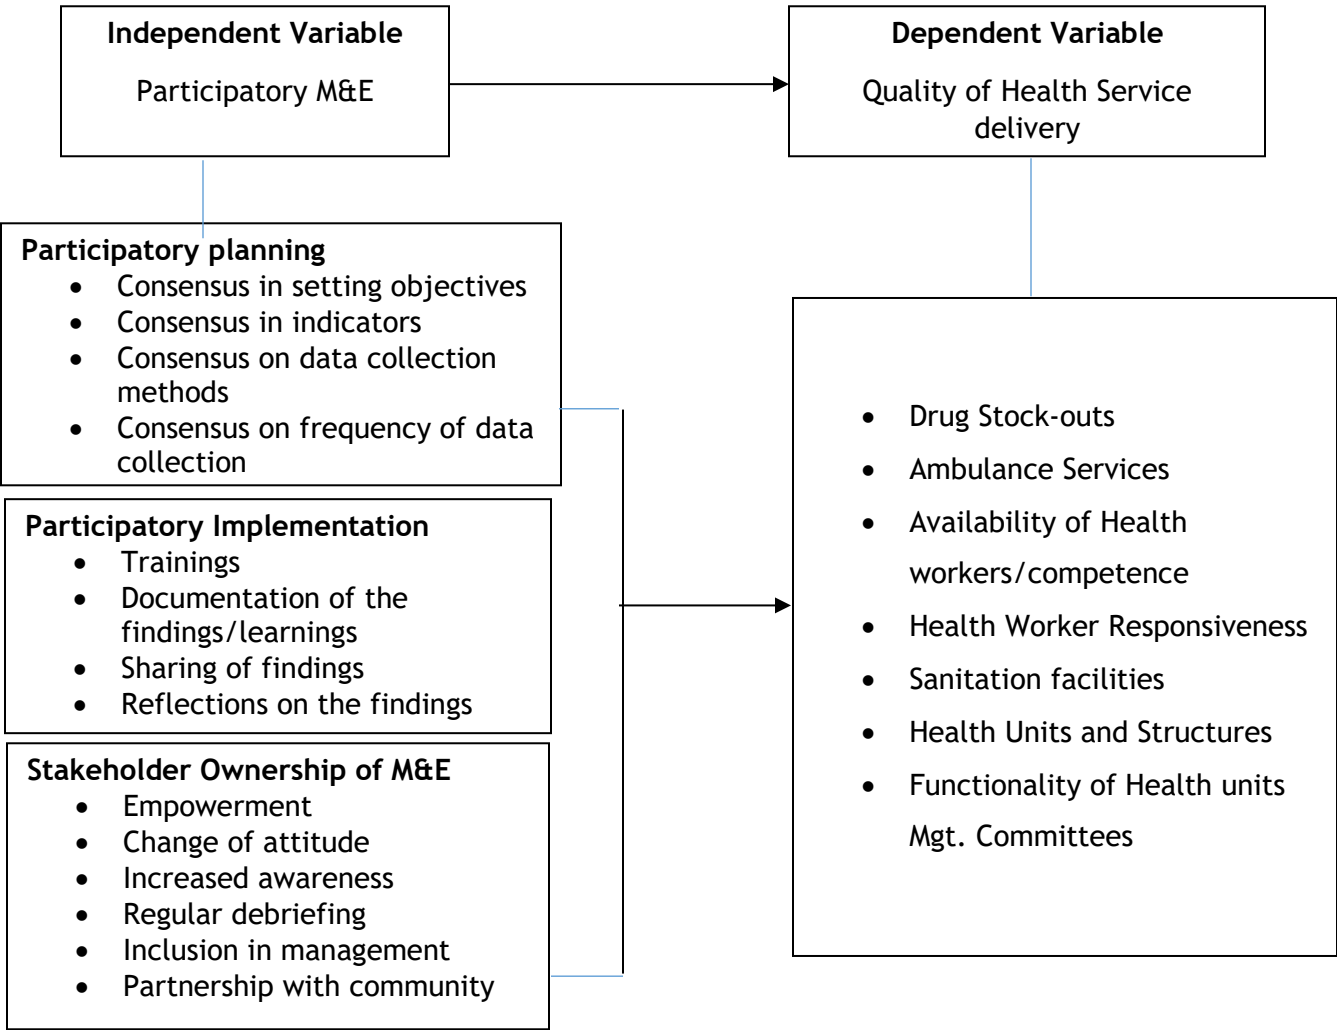 Independent Variable
Participatory M&E
Dependent Variable
Quality of Health Service
delivery
Participatory planning
• Consensus in setting objectives
• Consensus in indicators
• Consensus on data collection
methods
• Consensus on frequency of data
collection
Participatory Implementation
• Trainings
• Documentation of the
findings/learnings
• Sharing of findings
• Reflections on the findings
Stakeholder Ownership of M&E
• Empowerment
• Change of attitude
• Increased awareness
• Regular debriefing
• Inclusion in management
• Partnership with community
• Drug Stock-outs
• Ambulance Services
• Availability of Health
workers/competence
• Health Worker Responsiveness
• Sanitation facilities
• Health Units and Structures
• Functionality of Health units
Mgt. Committees